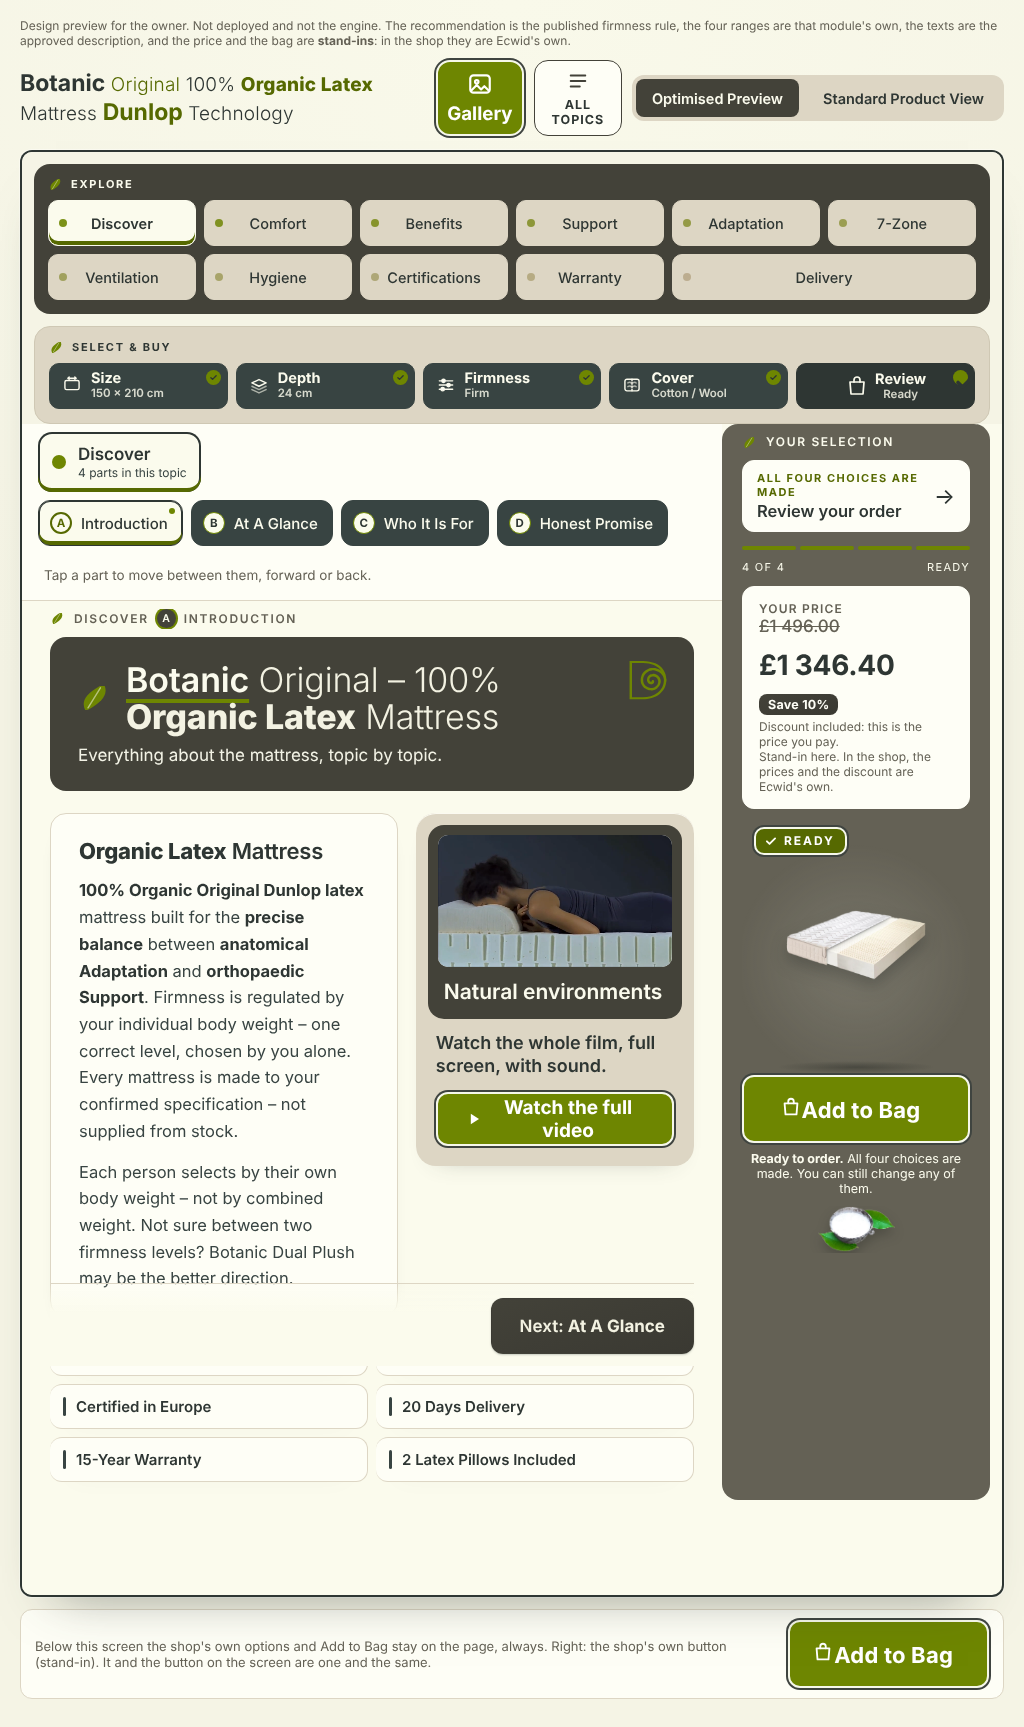 Design preview for the owner. Not deployed and not the engine. The recommendation is the published firmness rule, the four ranges are that module's own, the texts are the
approved description, and the price and the bag are stand-ins: in the shop they are Ecwid's own.
Botanic Original 100% Organic Latex
Mattress Dunlop Technology
Gallery
ALL
TOPICS
Optimised Preview
Standard Product View
EXPLORE
Discover
Comfort
Benefits
Support
Adaptation
7-Zone
Ventilation
Hygiene
Certifications
Warranty
Delivery
SELECT & BUY
Size
150 × 210 cm
Depth
24 cm
Firmness
Firm
Cover
Cotton / Wool
Review
Ready
Discover
4 parts in this topic
A Introduction
B At A Glance
C Who It Is For
D Honest Promise
Tap a part to move between them, forward or back.
DISCOVER A INTRODUCTION
Botanic Original – 100%
Organic Latex Mattress
Everything about the mattress, topic by topic.
Organic Latex Mattress
100% Organic Original Dunlop latex
mattress built for the precise
balance between anatomical
Adaptation and orthopaedic
Support. Firmness is regulated by
your individual body weight – one
correct level, chosen by you alone.
Every mattress is made to your
confirmed specification – not
supplied from stock.
Each person selects by their own
body weight – not by combined
weight. Not sure between two
firmness levels? Botanic Dual Plush
may be the better direction.
Natural environments
Watch the whole film, full
screen, with sound.
Watch the full
video
Next: At A Glance
Certified in Europe
20 Days Delivery
15-Year Warranty
2 Latex Pillows Included
YOUR SELECTION
ALL FOUR CHOICES ARE
MADE
Review your order
4 OF 4
READY
YOUR PRICE
£1 496.00
£1 346.40
Save 10%
Discount included: this is the
price you pay.
Stand-in here. In the shop, the
prices and the discount are
Ecwid's own.
READY
Add to Bag
Ready to order. All four choices are
made. You can still change any of
them.
Below this screen the shop's own options and Add to Bag stay on the page, always. Right: the shop's own button
(stand-in). It and the button on the screen are one and the same.
Add to Bag